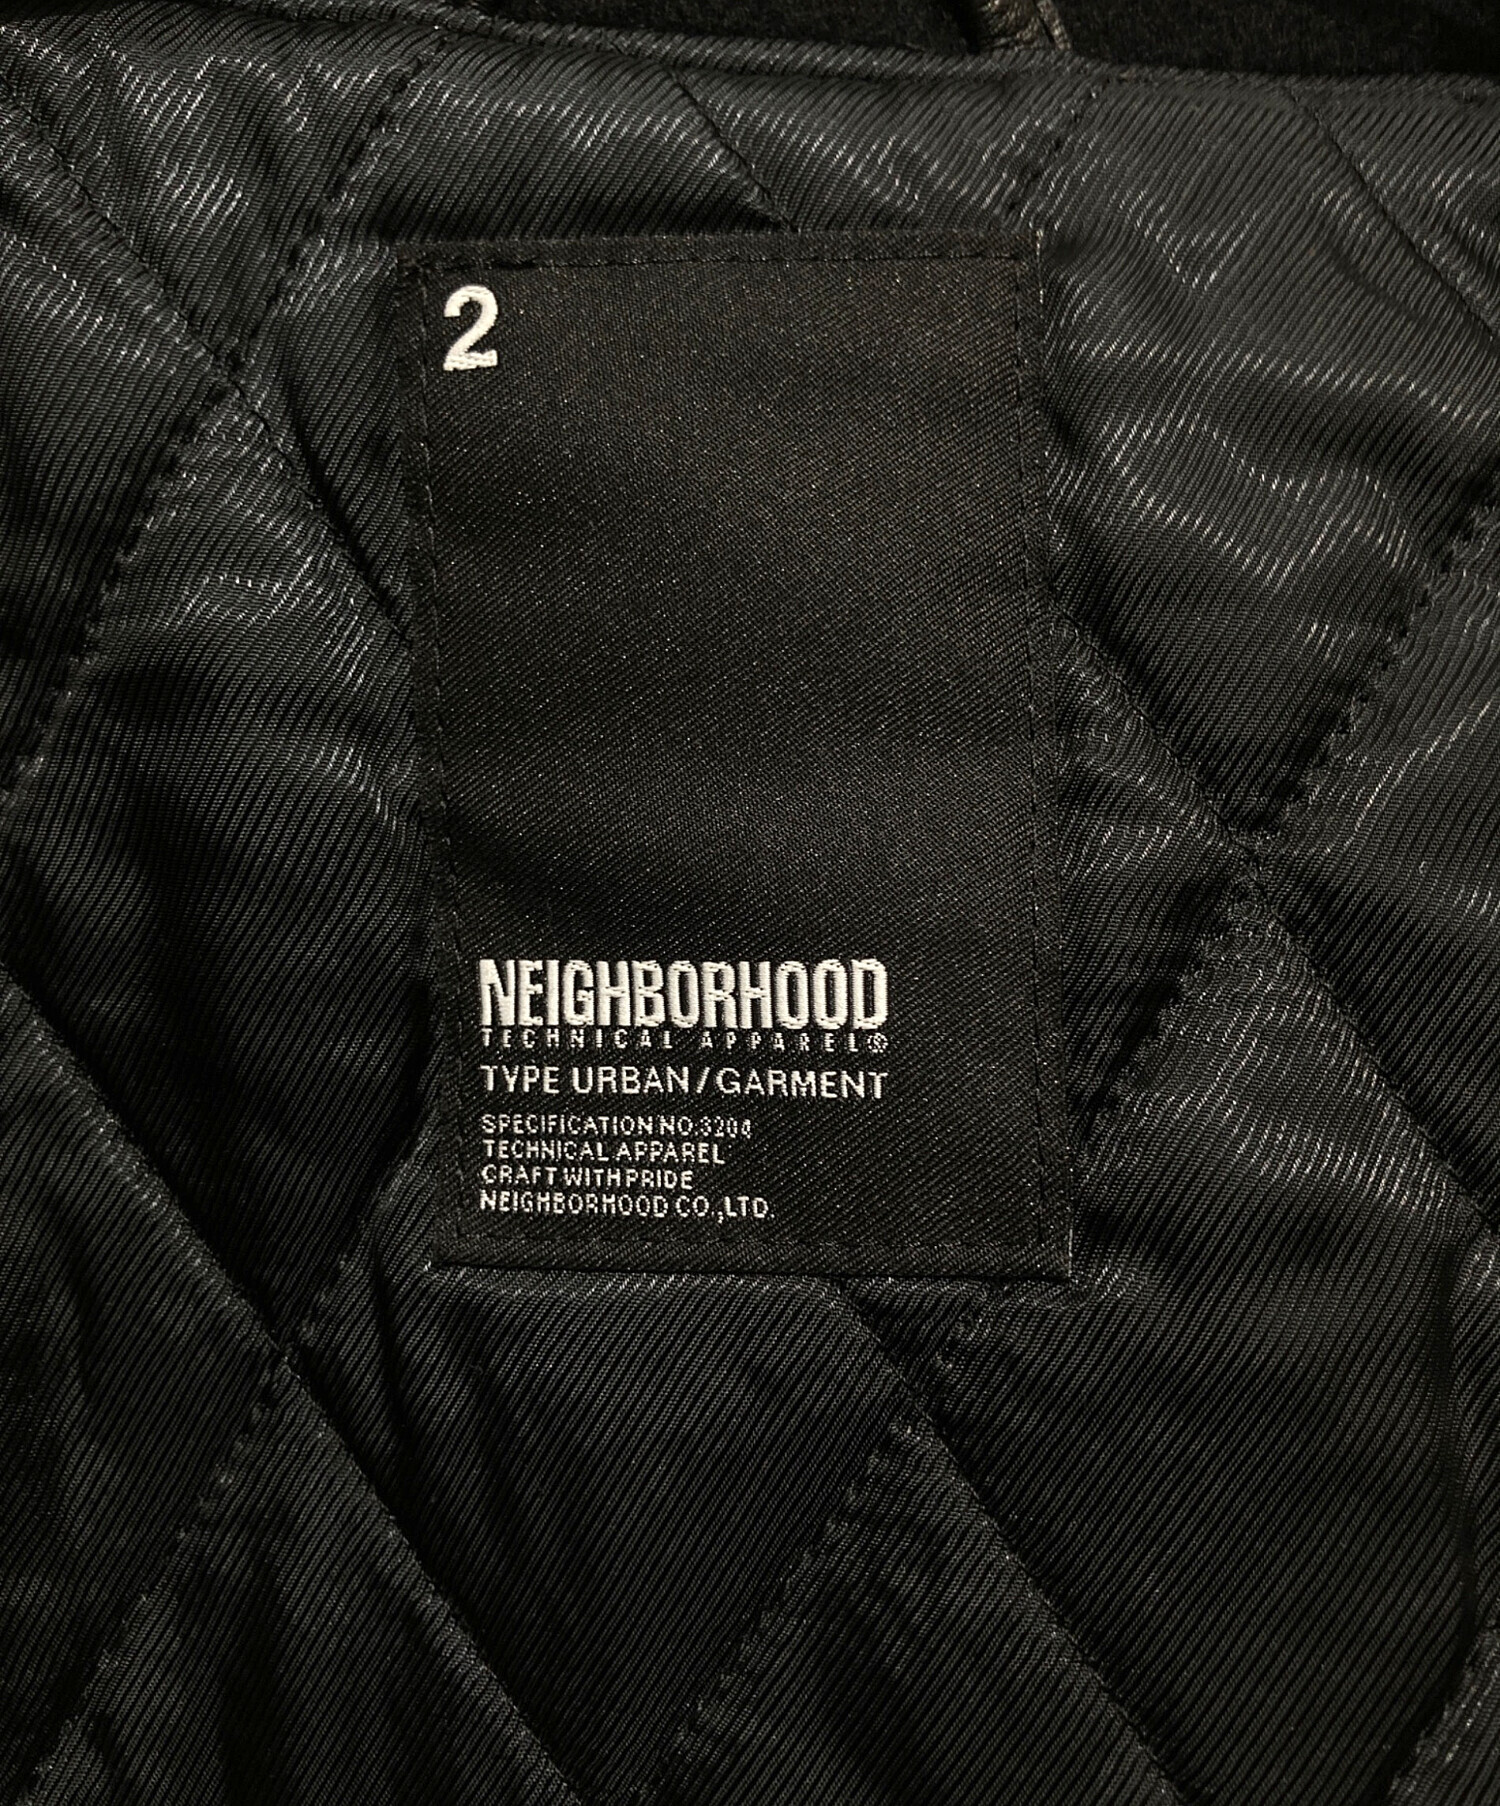 2
NEIGHBORHOOD
TECHNICAL APPAREL®
TYPE URBAN/GARMENT
SPECIFICATION NO.3204
TECHNICAL APPAREL
CRAFT WITH PRIDE
NEIGHBORHOOD CO.,LTD.